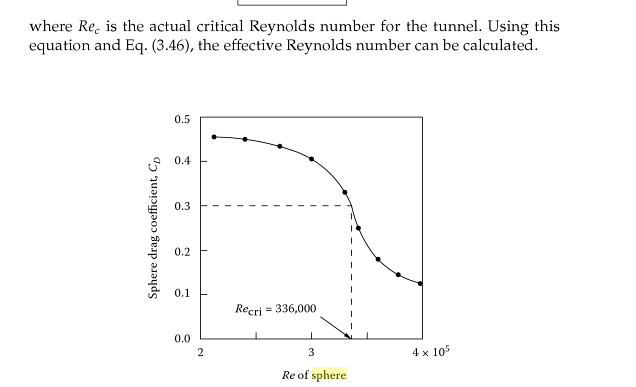 where Re_c is the actual critical Reynolds number for the tunnel. Using this
equation and Eq. (3.46), the effective Reynolds number can be calculated.
0.5
0.4
0.3
0.2
0.1
0.0
Sphere drag coefficient, C_D
Re_cri = 336,000
2 3 4 × 10⁵
Re of sphere